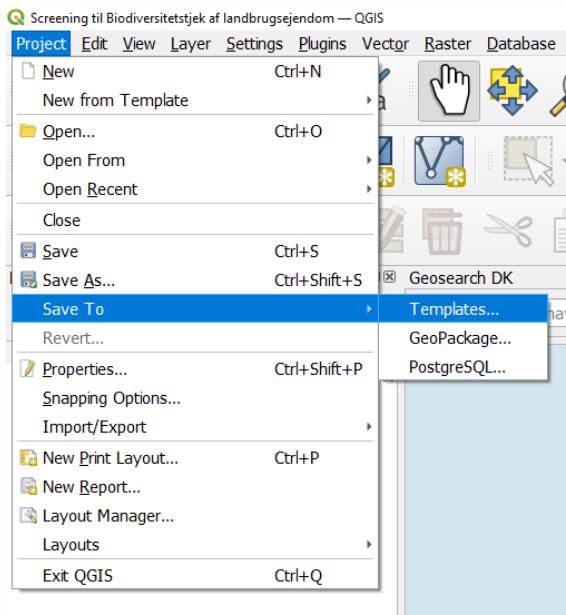 Screening til Biodiversitetstjek af landbrugsejendom — QGIS
Project Edit View Layer Settings Plugins Vector Raster Database
New Ctrl+N
New from Template
Open... Ctrl+O
Open From
Open Recent
Close
Save Ctrl+S
Save As... Ctrl+Shift+S
Geosearch DK
Save To
Templates...
GeoPackage...
PostgreSQL...
Revert...
Properties... Ctrl+Shift+P
Snapping Options...
Import/Export
New Print Layout... Ctrl+P
New Report...
Layout Manager...
Layouts
Exit QGIS Ctrl+Q